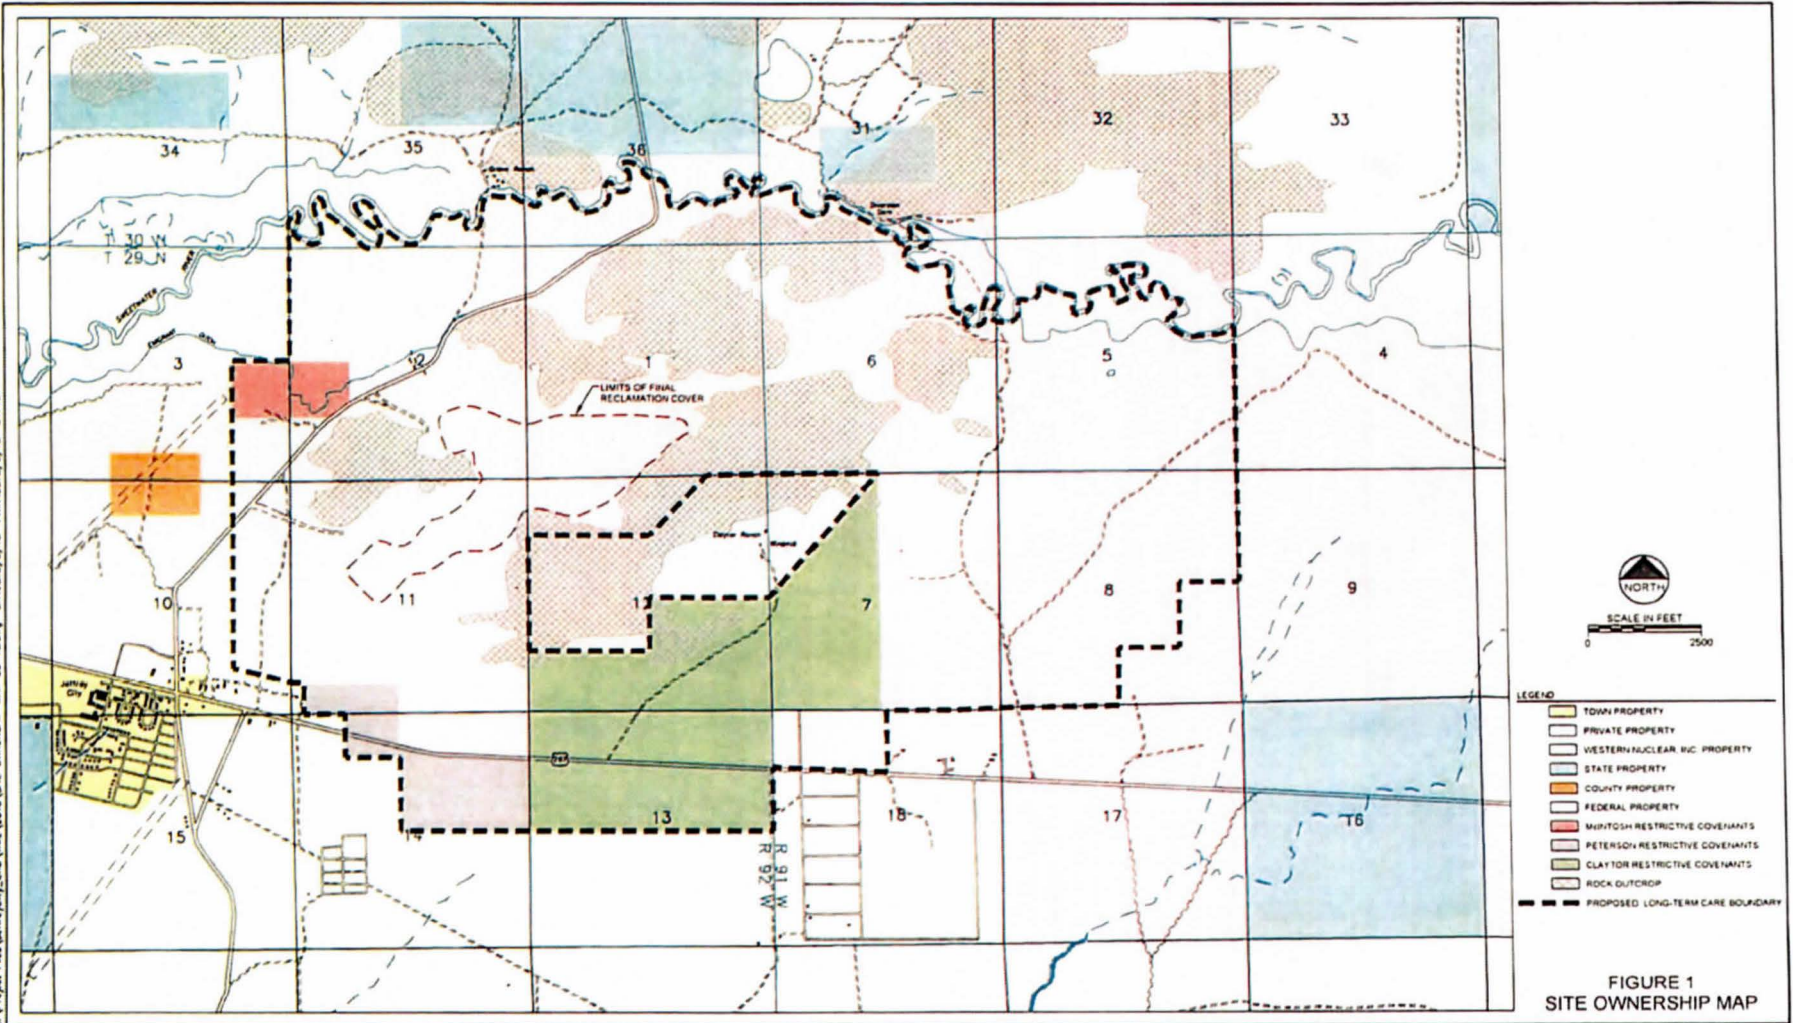 34
35
36
31
32
33
T 30 N
T 29 N
SWEETWATER
RIVER
3
2
1
6
5
4
LIMITS OF FINAL
RECLAMATION COVER
10
11
12
7
8
9
Claytor Ranch
Jeffrey
City
287
15
14
13
18
17
16
R 91 W
R 92 W
NORTH
SCALE IN FEET
0 2500
LEGEND
TOWN PROPERTY
PRIVATE PROPERTY
WESTERN NUCLEAR, INC. PROPERTY
STATE PROPERTY
COUNTY PROPERTY
FEDERAL PROPERTY
McINTOSH RESTRICTIVE COVENANTS
PETERSON RESTRICTIVE COVENANTS
CLAYTOR RESTRICTIVE COVENANTS
ROCK OUTCROP
PROPOSED LONG-TERM CARE BOUNDARY
FIGURE 1
SITE OWNERSHIP MAP